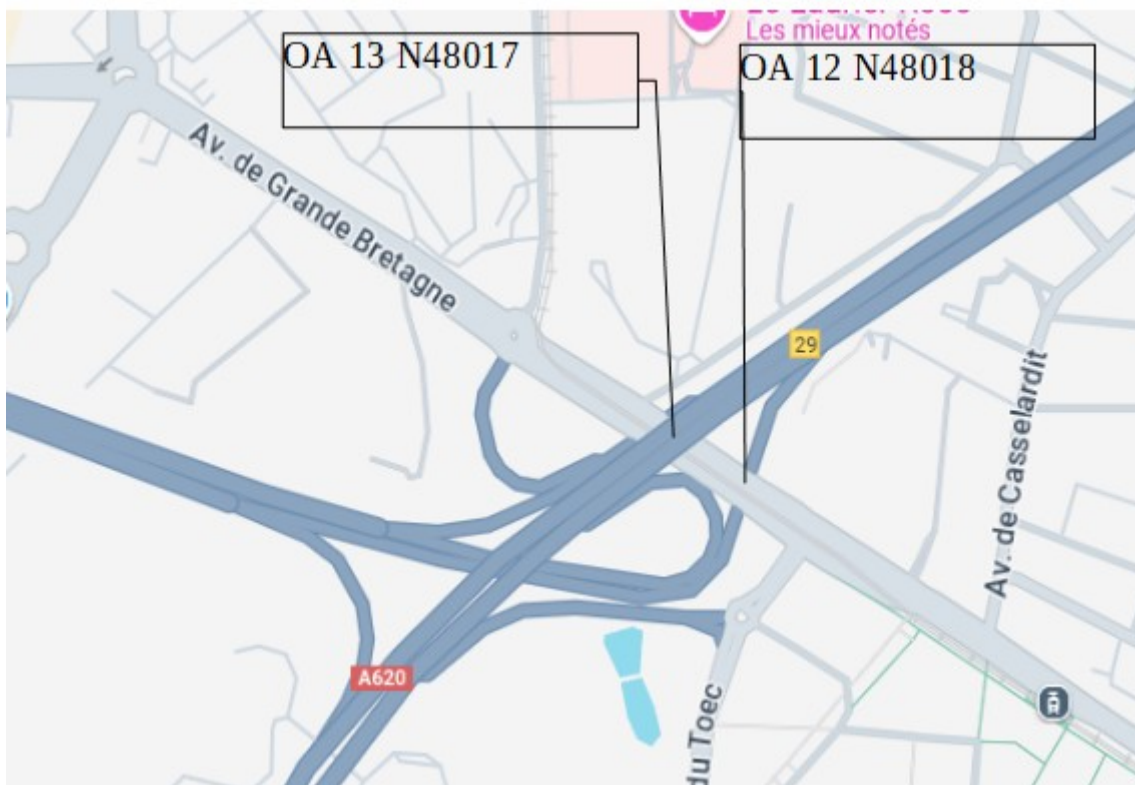 Les mieux notés
OA 13 N48017
OA 12 N48018
Av. de Grande Bretagne
29
Av. de Casselardit
A620
du Toec